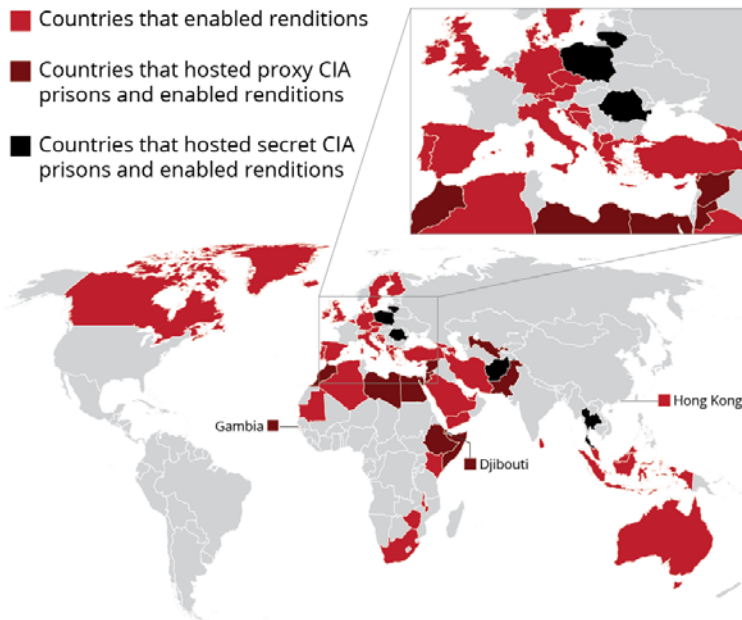 Countries that enabled renditions
Countries that hosted proxy CIA
prisons and enabled renditions
Countries that hosted secret CIA
prisons and enabled renditions
Hong Kong
Gambia
Djibouti